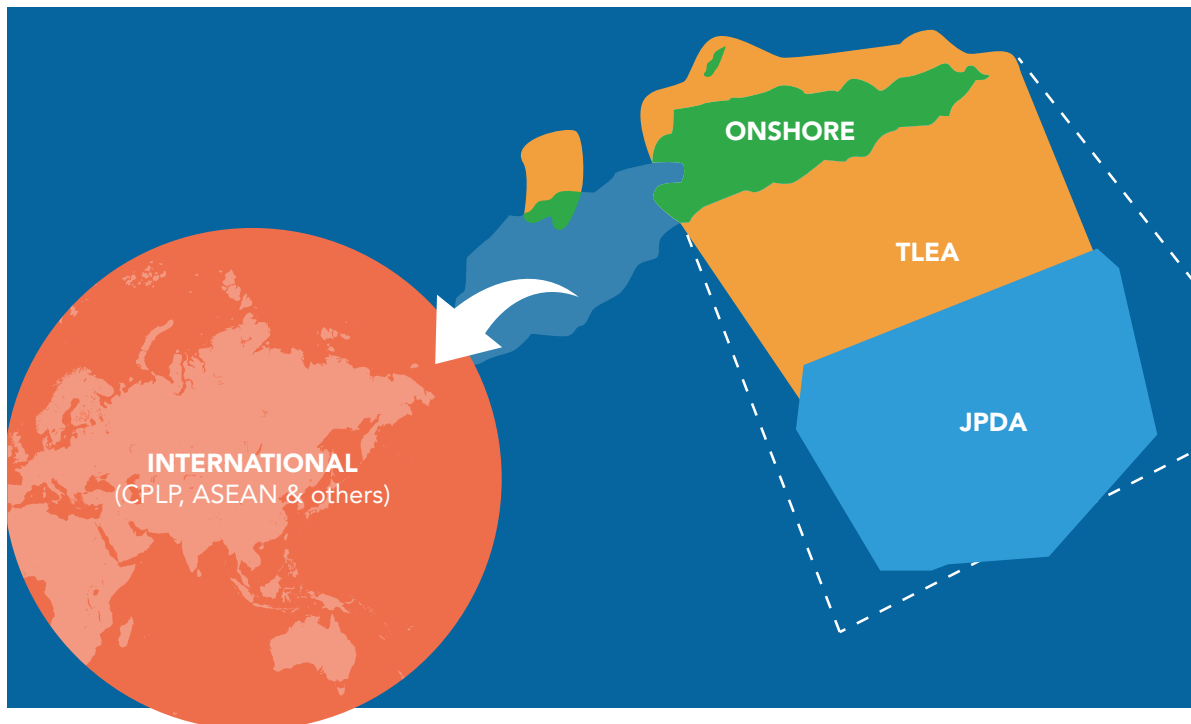 ONSHORE
TLEA
JPDA
INTERNATIONAL
(CPLP, ASEAN & others)